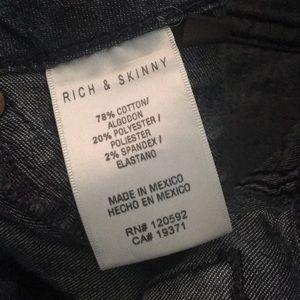 RICH & SKINNY
78% COTTON/
ALGODON
20% POLYESTER/
POLIESTER
2% SPANDEX/
ELASTANO
MADE IN MEXICO
HECHO EN MEXICO
RN# 120592
CA# 19371